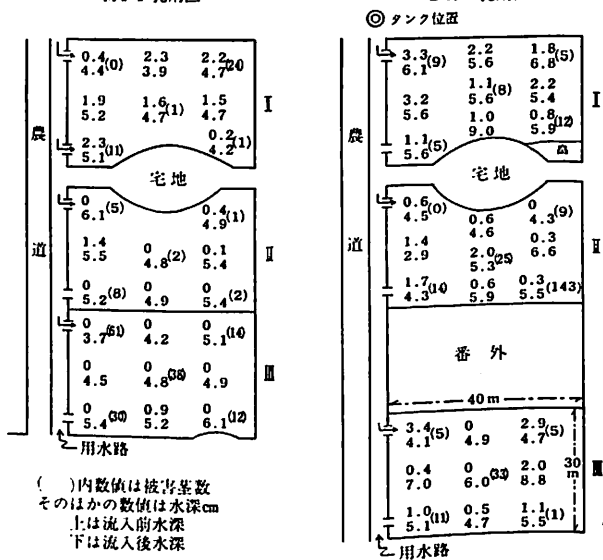 ◎ タンク位置
0.4 2.3 2.2
4.4(0) 3.9 4.7(24)
1.9 1.6 1.5
5.2 4.7(1) 4.7
2.3 0.2
5.1(11) 4.2(1)
I
農道
宅地
0 0.4
6.1(5) 4.9(1)
1.4 0 0.1
5.5 4.8(2) 5.4
0 0 0
5.2(8) 4.9 5.4(2)
II
0 0 0
3.7(61) 4.2 5.1(14)
0 0 0
4.5 4.8(38) 4.9
0 0.9 0
5.4(30) 5.2 6.1(12)
III
用水路
( )内数値は被害茎数
そのほかの数値は水深cm
上は流入前水深
下は流入後水深
3.3 2.2 1.8
6.1(9) 5.6 6.8(5)
1.1 2.2
3.2 5.6(8) 5.4
5.6 1.0 0.8
1.1 9.0 5.9(12)
5.6(5)
I
農道
宅地
0.6 0.6 0
4.5(0) 4.6 4.3(9)
1.4 0.3
2.9 2.0 6.6
5.3(25)
1.7 0.6 0.3
4.3(14) 5.9 5.5(143)
II
番外
40m
3.4 0 2.9
4.1(5) 4.9 4.7(5)
0.4 0 2.0
7.0 6.0(33) 8.8
1.0 0.5 1.1
5.1(11) 4.7 5.5(1)
30m
III
用水路